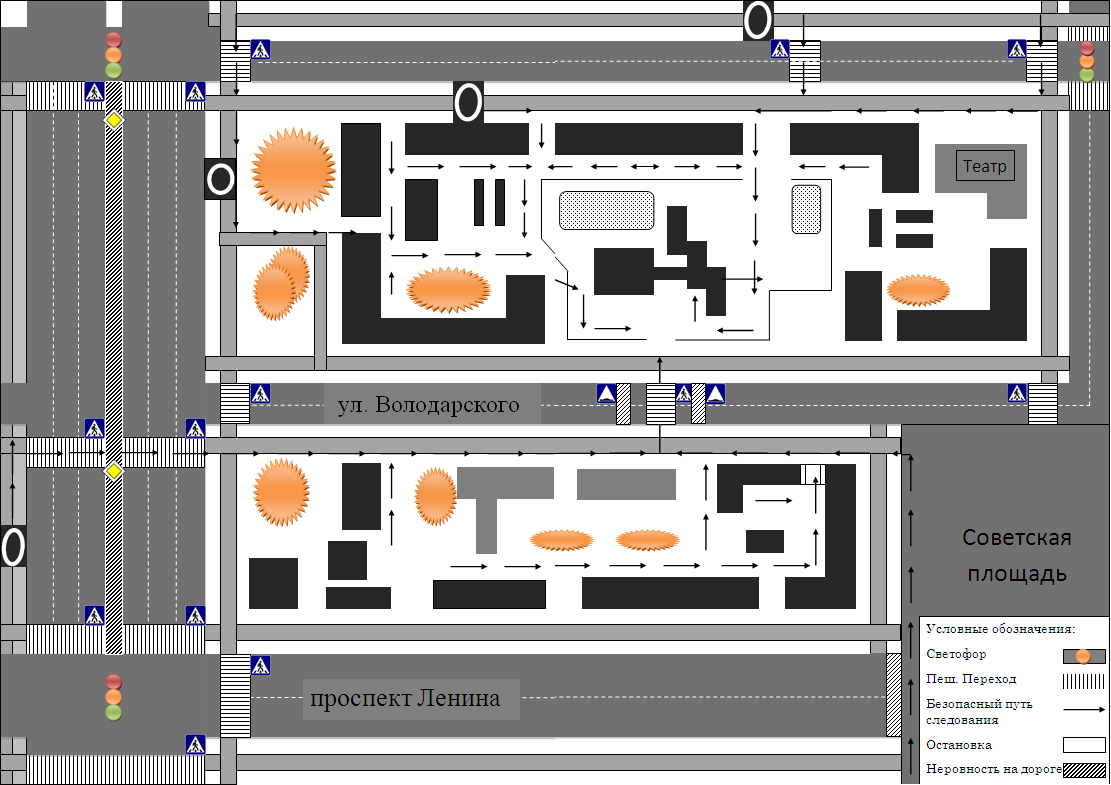 Театр
ул. Володарского
Советская
площадь
Условные обозначения:
Светофор
Пеш. Переход
Безопасный путь
следования
Остановка
Неровность на дороге
проспект Ленина